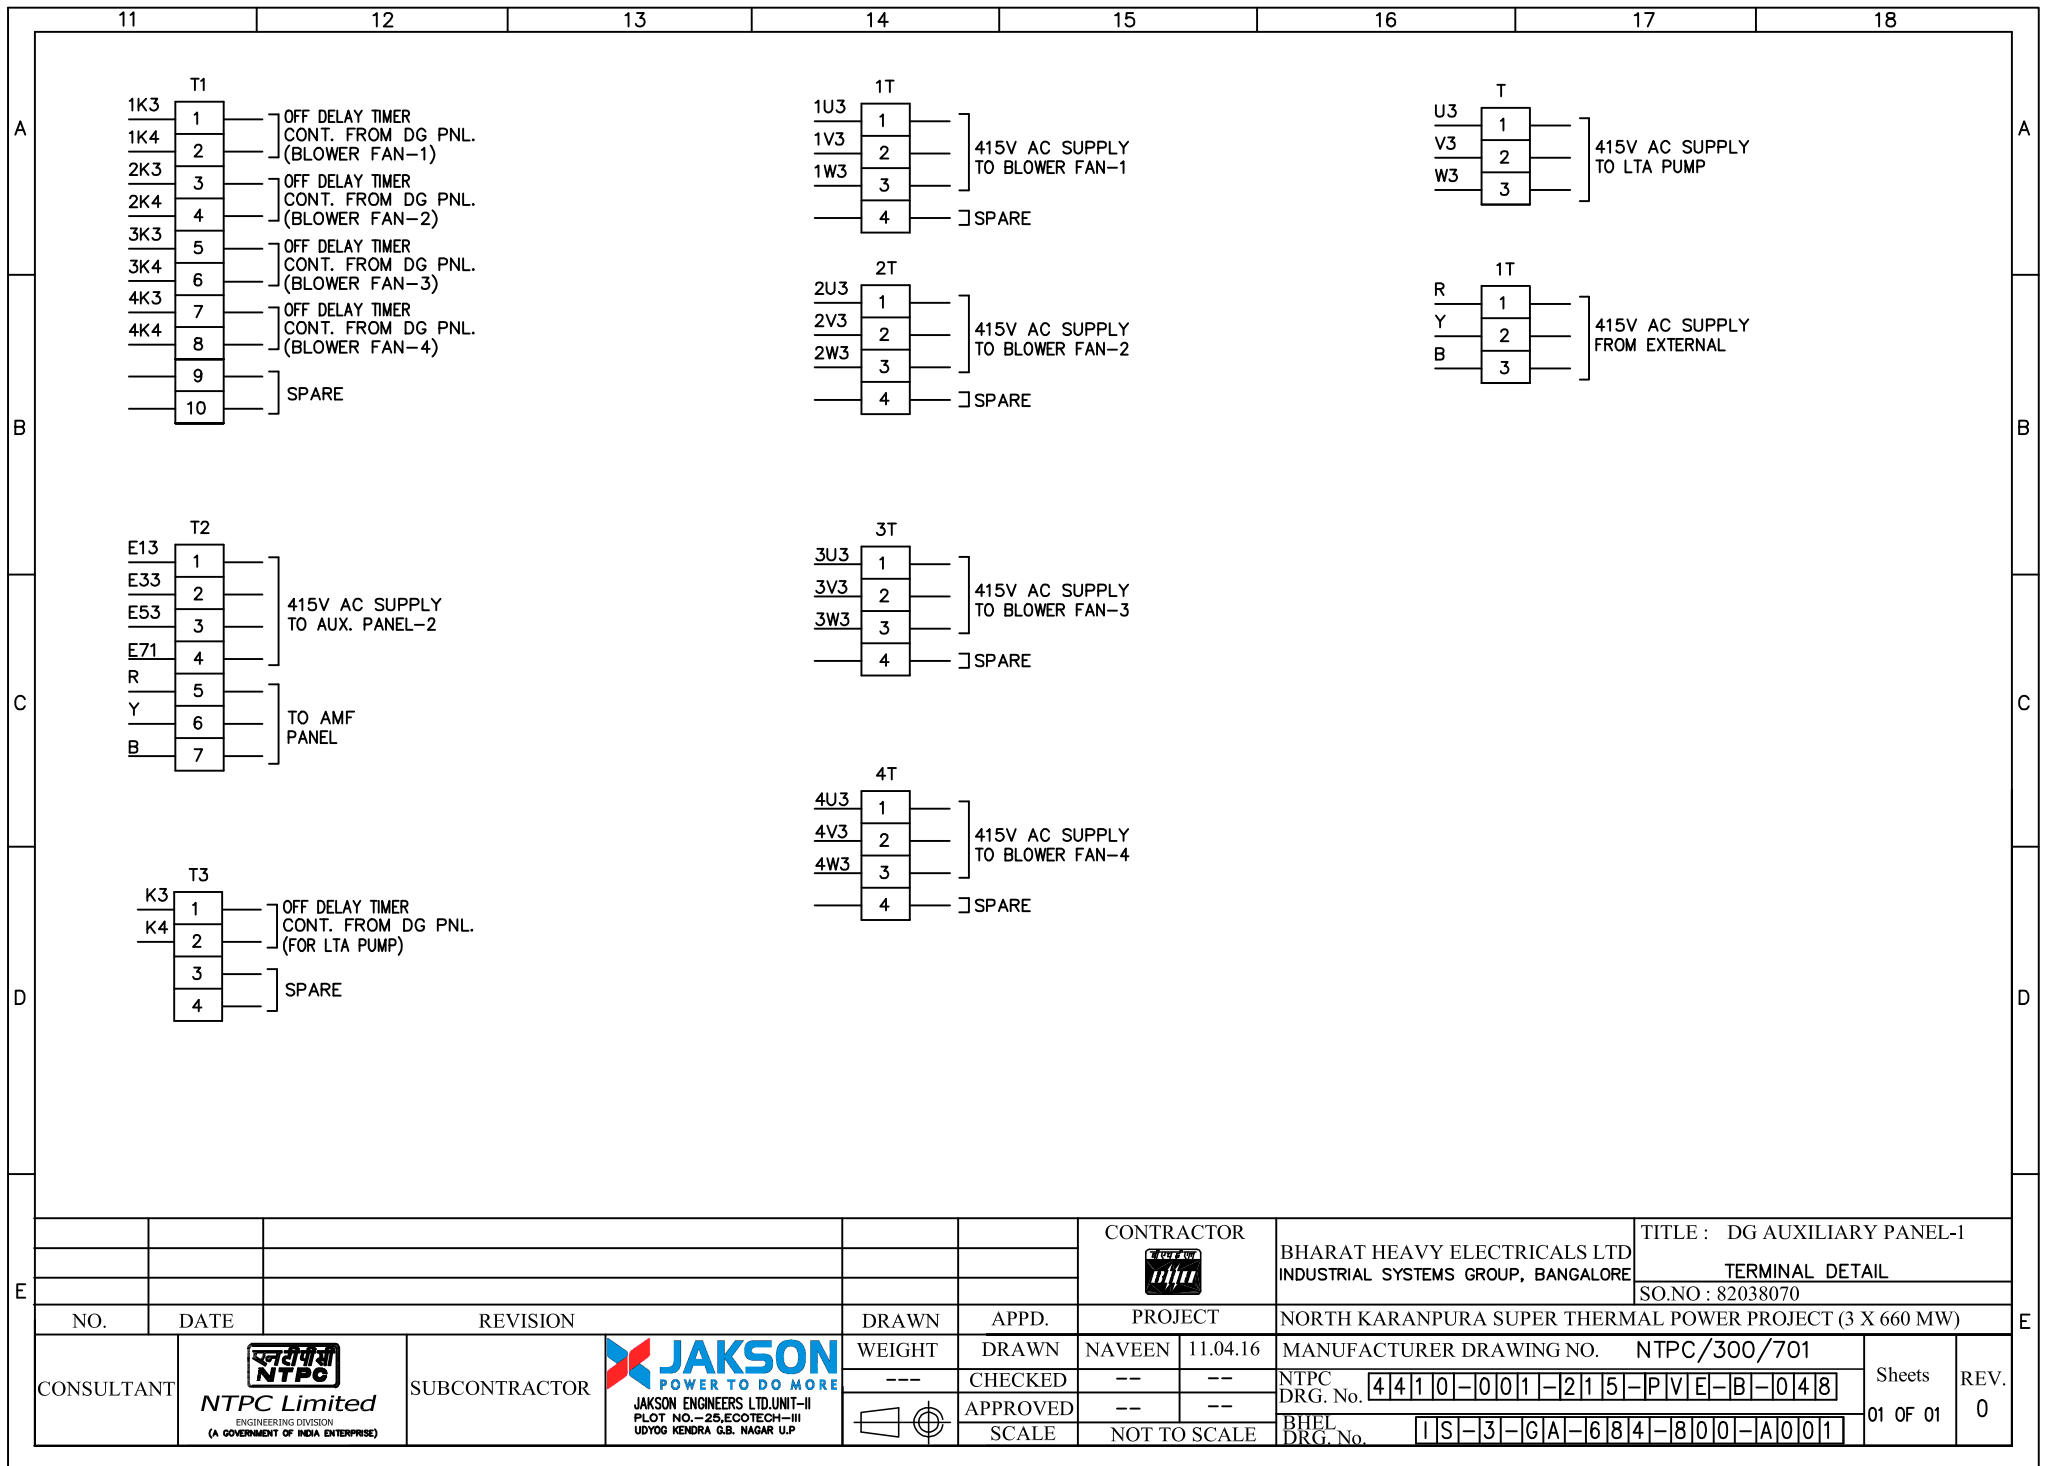 11 12 13 14 15 16 17 18
A
B
C
D
E
A
B
C
D
E
T1
1K3 1
1K4 2
OFF DELAY TIMER
CONT. FROM DG PNL.
(BLOWER FAN-1)
2K3 3
2K4 4
OFF DELAY TIMER
CONT. FROM DG PNL.
(BLOWER FAN-2)
3K3 5
3K4 6
OFF DELAY TIMER
CONT. FROM DG PNL.
(BLOWER FAN-3)
4K3 7
4K4 8
OFF DELAY TIMER
CONT. FROM DG PNL.
(BLOWER FAN-4)
9
10
SPARE
T2
E13 1
E33 2
E53 3
E71 4
415V AC SUPPLY
TO AUX. PANEL-2
R 5
Y 6
B 7
TO AMF
PANEL
T3
K3 1
K4 2
OFF DELAY TIMER
CONT. FROM DG PNL.
(FOR LTA PUMP)
3
4
SPARE
1T
1U3 1
1V3 2
1W3 3
415V AC SUPPLY
TO BLOWER FAN-1
4 SPARE
2T
2U3 1
2V3 2
2W3 3
415V AC SUPPLY
TO BLOWER FAN-2
4 SPARE
3T
3U3 1
3V3 2
3W3 3
415V AC SUPPLY
TO BLOWER FAN-3
4 SPARE
4T
4U3 1
4V3 2
4W3 3
415V AC SUPPLY
TO BLOWER FAN-4
4 SPARE
T
U3 1
V3 2
W3 3
415V AC SUPPLY
TO LTA PUMP
1T
R 1
Y 2
B 3
415V AC SUPPLY
FROM EXTERNAL
NO. DATE REVISION DRAWN APPD.
CONTRACTOR
बीएचईएल
BHARAT HEAVY ELECTRICALS LTD
INDUSTRIAL SYSTEMS GROUP, BANGALORE
TITLE : DG AUXILIARY PANEL-1
TERMINAL DETAIL
SO.NO : 82038070
PROJECT NORTH KARANPURA SUPER THERMAL POWER PROJECT (3 X 660 MW)
CONSULTANT
एनटीपीसी
NTPC
NTPC Limited
ENGINEERING DIVISION
(A GOVERNMENT OF INDIA ENTERPRISE)
SUBCONTRACTOR
JAKSON
POWER TO DO MORE
JAKSON ENGINEERS LTD.UNIT-II
PLOT NO.-25,ECOTECH-III
UDYOG KENDRA G.B. NAGAR U.P
WEIGHT
---
DRAWN NAVEEN 11.04.16
CHECKED -- --
APPROVED -- --
SCALE NOT TO SCALE
MANUFACTURER DRAWING NO. NTPC/300/701
NTPC
DRG. No. 4410-001-215-PVE-B-048
BHEL
DRG. No. IS-3-GA-684-800-A001
Sheets
01 OF 01
REV.
0